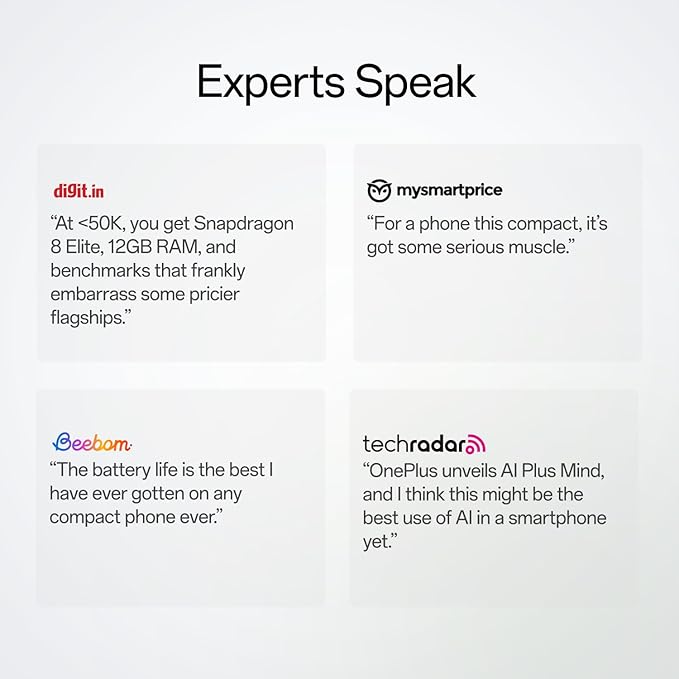 Experts Speak
digit.in
“At <50K, you get Snapdragon
8 Elite, 12GB RAM, and
benchmarks that frankly
embarrass some pricier
flagships.”
mysmartprice
“For a phone this compact, it’s
got some serious muscle.”
Beebom
“The battery life is the best I
have ever gotten on any
compact phone ever.”
techradar
“OnePlus unveils AI Plus Mind,
and I think this might be the
best use of AI in a smartphone
yet.”